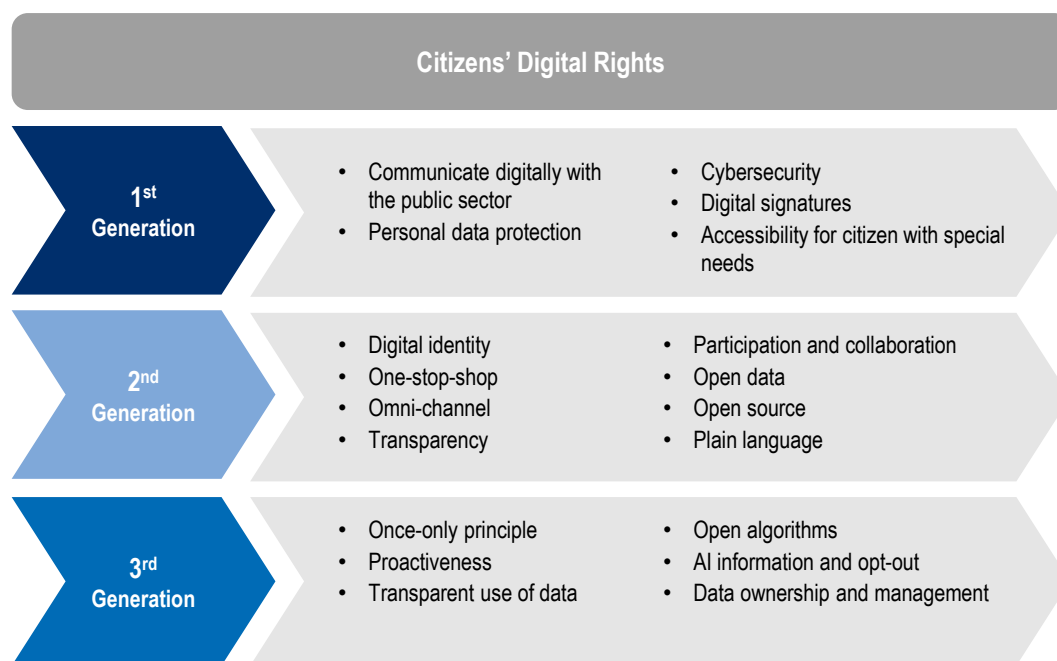 Citizens’ Digital Rights
1st
Generation
• Communicate digitally with
the public sector
• Personal data protection
• Cybersecurity
• Digital signatures
• Accessibility for citizen with special
needs
2nd
Generation
• Digital identity
• One-stop-shop
• Omni-channel
• Transparency
• Participation and collaboration
• Open data
• Open source
• Plain language
3rd
Generation
• Once-only principle
• Proactiveness
• Transparent use of data
• Open algorithms
• AI information and opt-out
• Data ownership and management